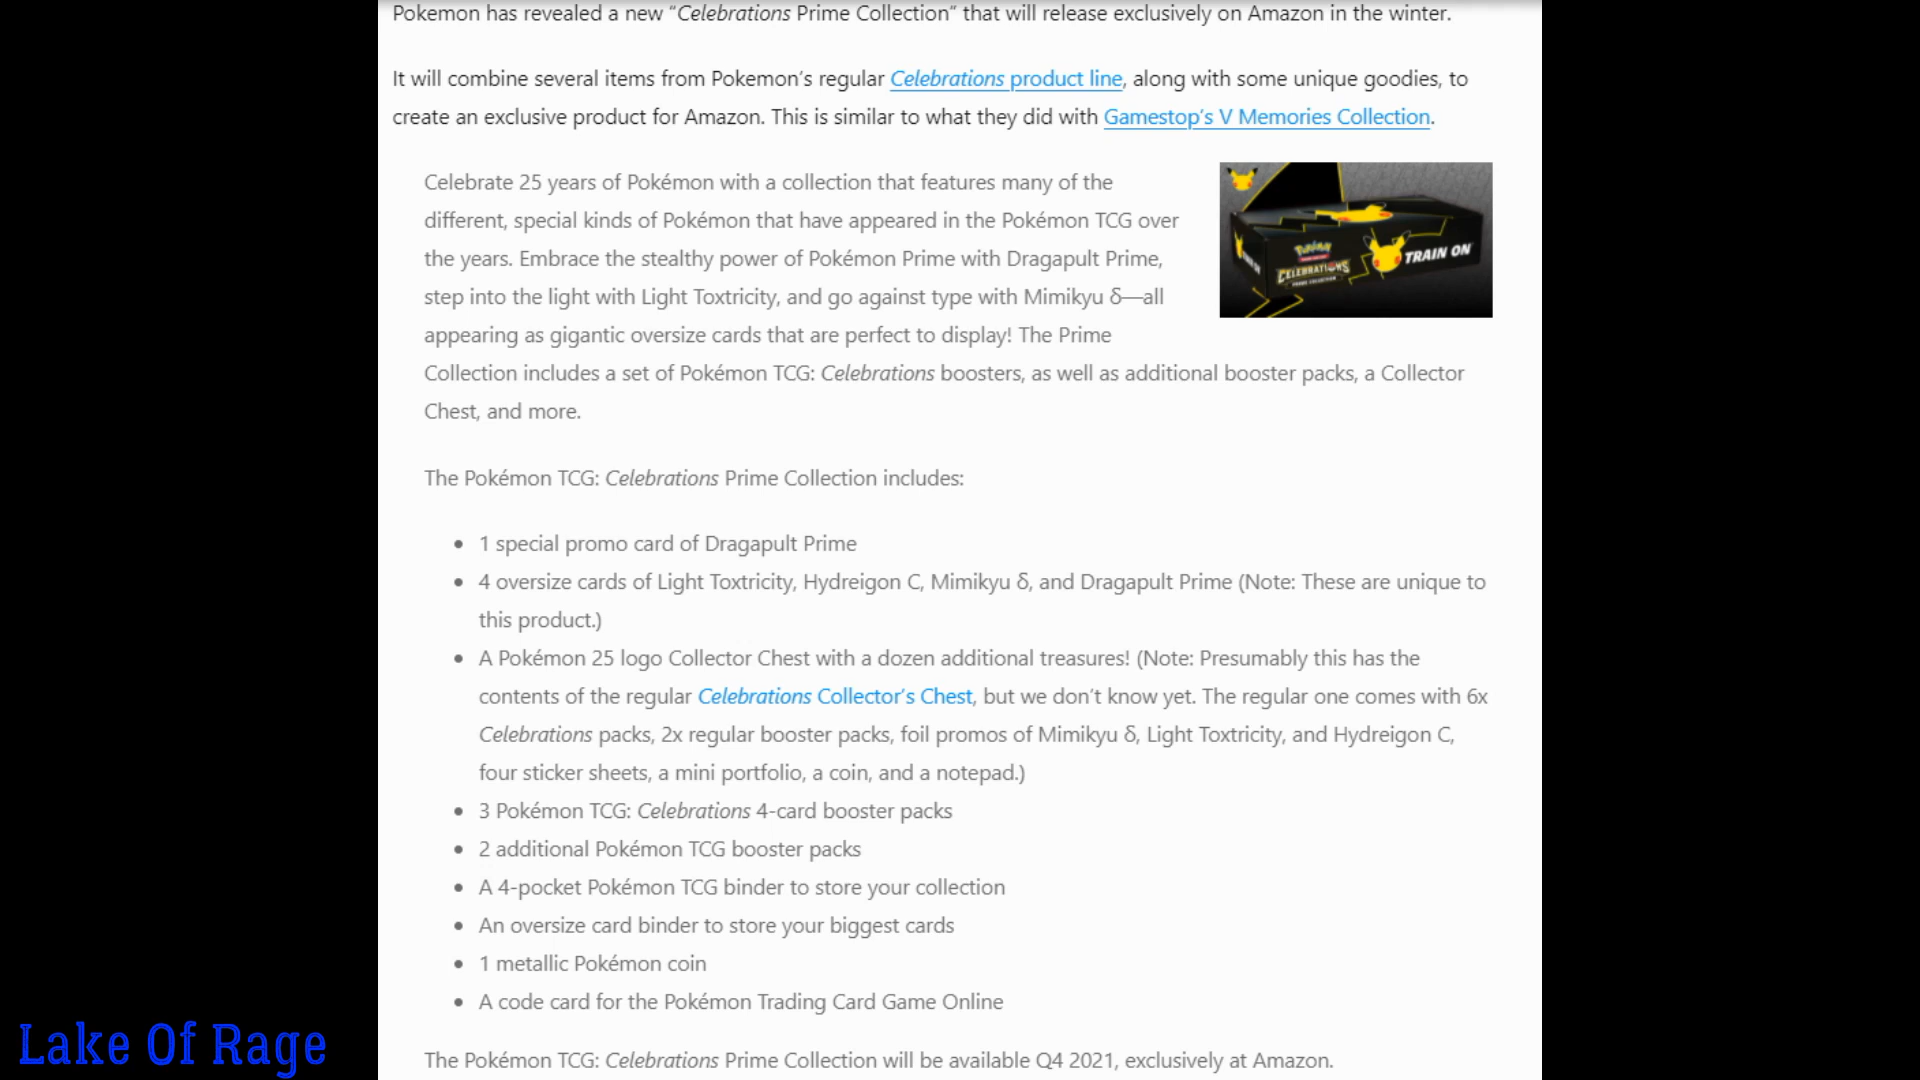 Pokemon has revealed a new “Celebrations Prime Collection” that will release exclusively on Amazon in the winter.
It will combine several items from Pokemon’s regular Celebrations product line, along with some unique goodies, to
create an exclusive product for Amazon. This is similar to what they did with Gamestop’s V Memories Collection.
Celebrate 25 years of Pokémon with a collection that features many of the
different, special kinds of Pokémon that have appeared in the Pokémon TCG over
the years. Embrace the stealthy power of Pokémon Prime with Dragapult Prime,
step into the light with Light Toxtricity, and go against type with Mimikyu δ—all
appearing as gigantic oversize cards that are perfect to display! The Prime
Collection includes a set of Pokémon TCG: Celebrations boosters, as well as additional booster packs, a Collector
Chest, and more.
Pokémon
CELEBRATIONS
PRIME COLLECTION
TRAIN ON
The Pokémon TCG: Celebrations Prime Collection includes:
• 1 special promo card of Dragapult Prime
• 4 oversize cards of Light Toxtricity, Hydreigon C, Mimikyu δ, and Dragapult Prime (Note: These are unique to
this product.)
• A Pokémon 25 logo Collector Chest with a dozen additional treasures! (Note: Presumably this has the
contents of the regular Celebrations Collector’s Chest, but we don’t know yet. The regular one comes with 6x
Celebrations packs, 2x regular booster packs, foil promos of Mimikyu δ, Light Toxtricity, and Hydreigon C,
four sticker sheets, a mini portfolio, a coin, and a notepad.)
• 3 Pokémon TCG: Celebrations 4-card booster packs
• 2 additional Pokémon TCG booster packs
• A 4-pocket Pokémon TCG binder to store your collection
• An oversize card binder to store your biggest cards
• 1 metallic Pokémon coin
• A code card for the Pokémon Trading Card Game Online
The Pokémon TCG: Celebrations Prime Collection will be available Q4 2021, exclusively at Amazon.
Lake Of Rage